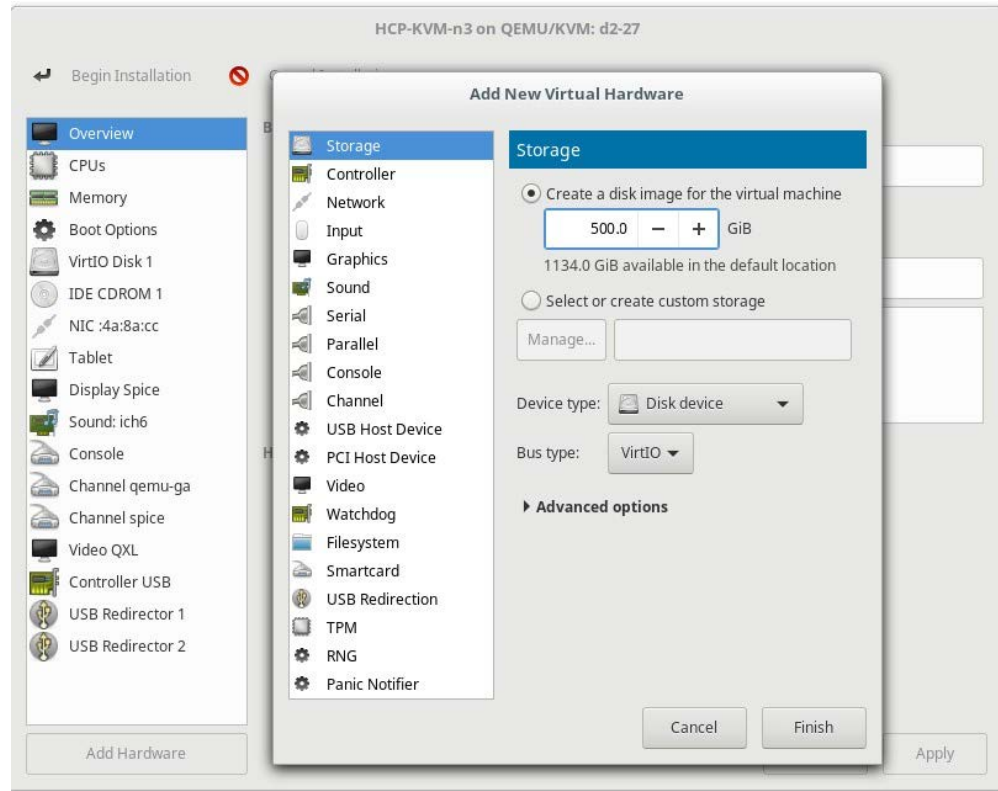 HCP-KVM-n3 on QEMU/KVM: d2-27
Begin Installation
Add New Virtual Hardware
Overview
CPUs
Memory
Boot Options
VirtIO Disk 1
IDE CDROM 1
NIC :4a:8a:cc
Tablet
Display Spice
Sound: ich6
Console
Channel qemu-ga
Channel spice
Video QXL
Controller USB
USB Redirector 1
USB Redirector 2
Add Hardware
Storage
Controller
Network
Input
Graphics
Sound
Serial
Parallel
Console
Channel
USB Host Device
PCI Host Device
Video
Watchdog
Filesystem
Smartcard
USB Redirection
TPM
RNG
Panic Notifier
Storage
Create a disk image for the virtual machine
500.0 − + GiB
1134.0 GiB available in the default location
Select or create custom storage
Manage...
Device type: Disk device
Bus type: VirtIO
Advanced options
Cancel Finish
Apply